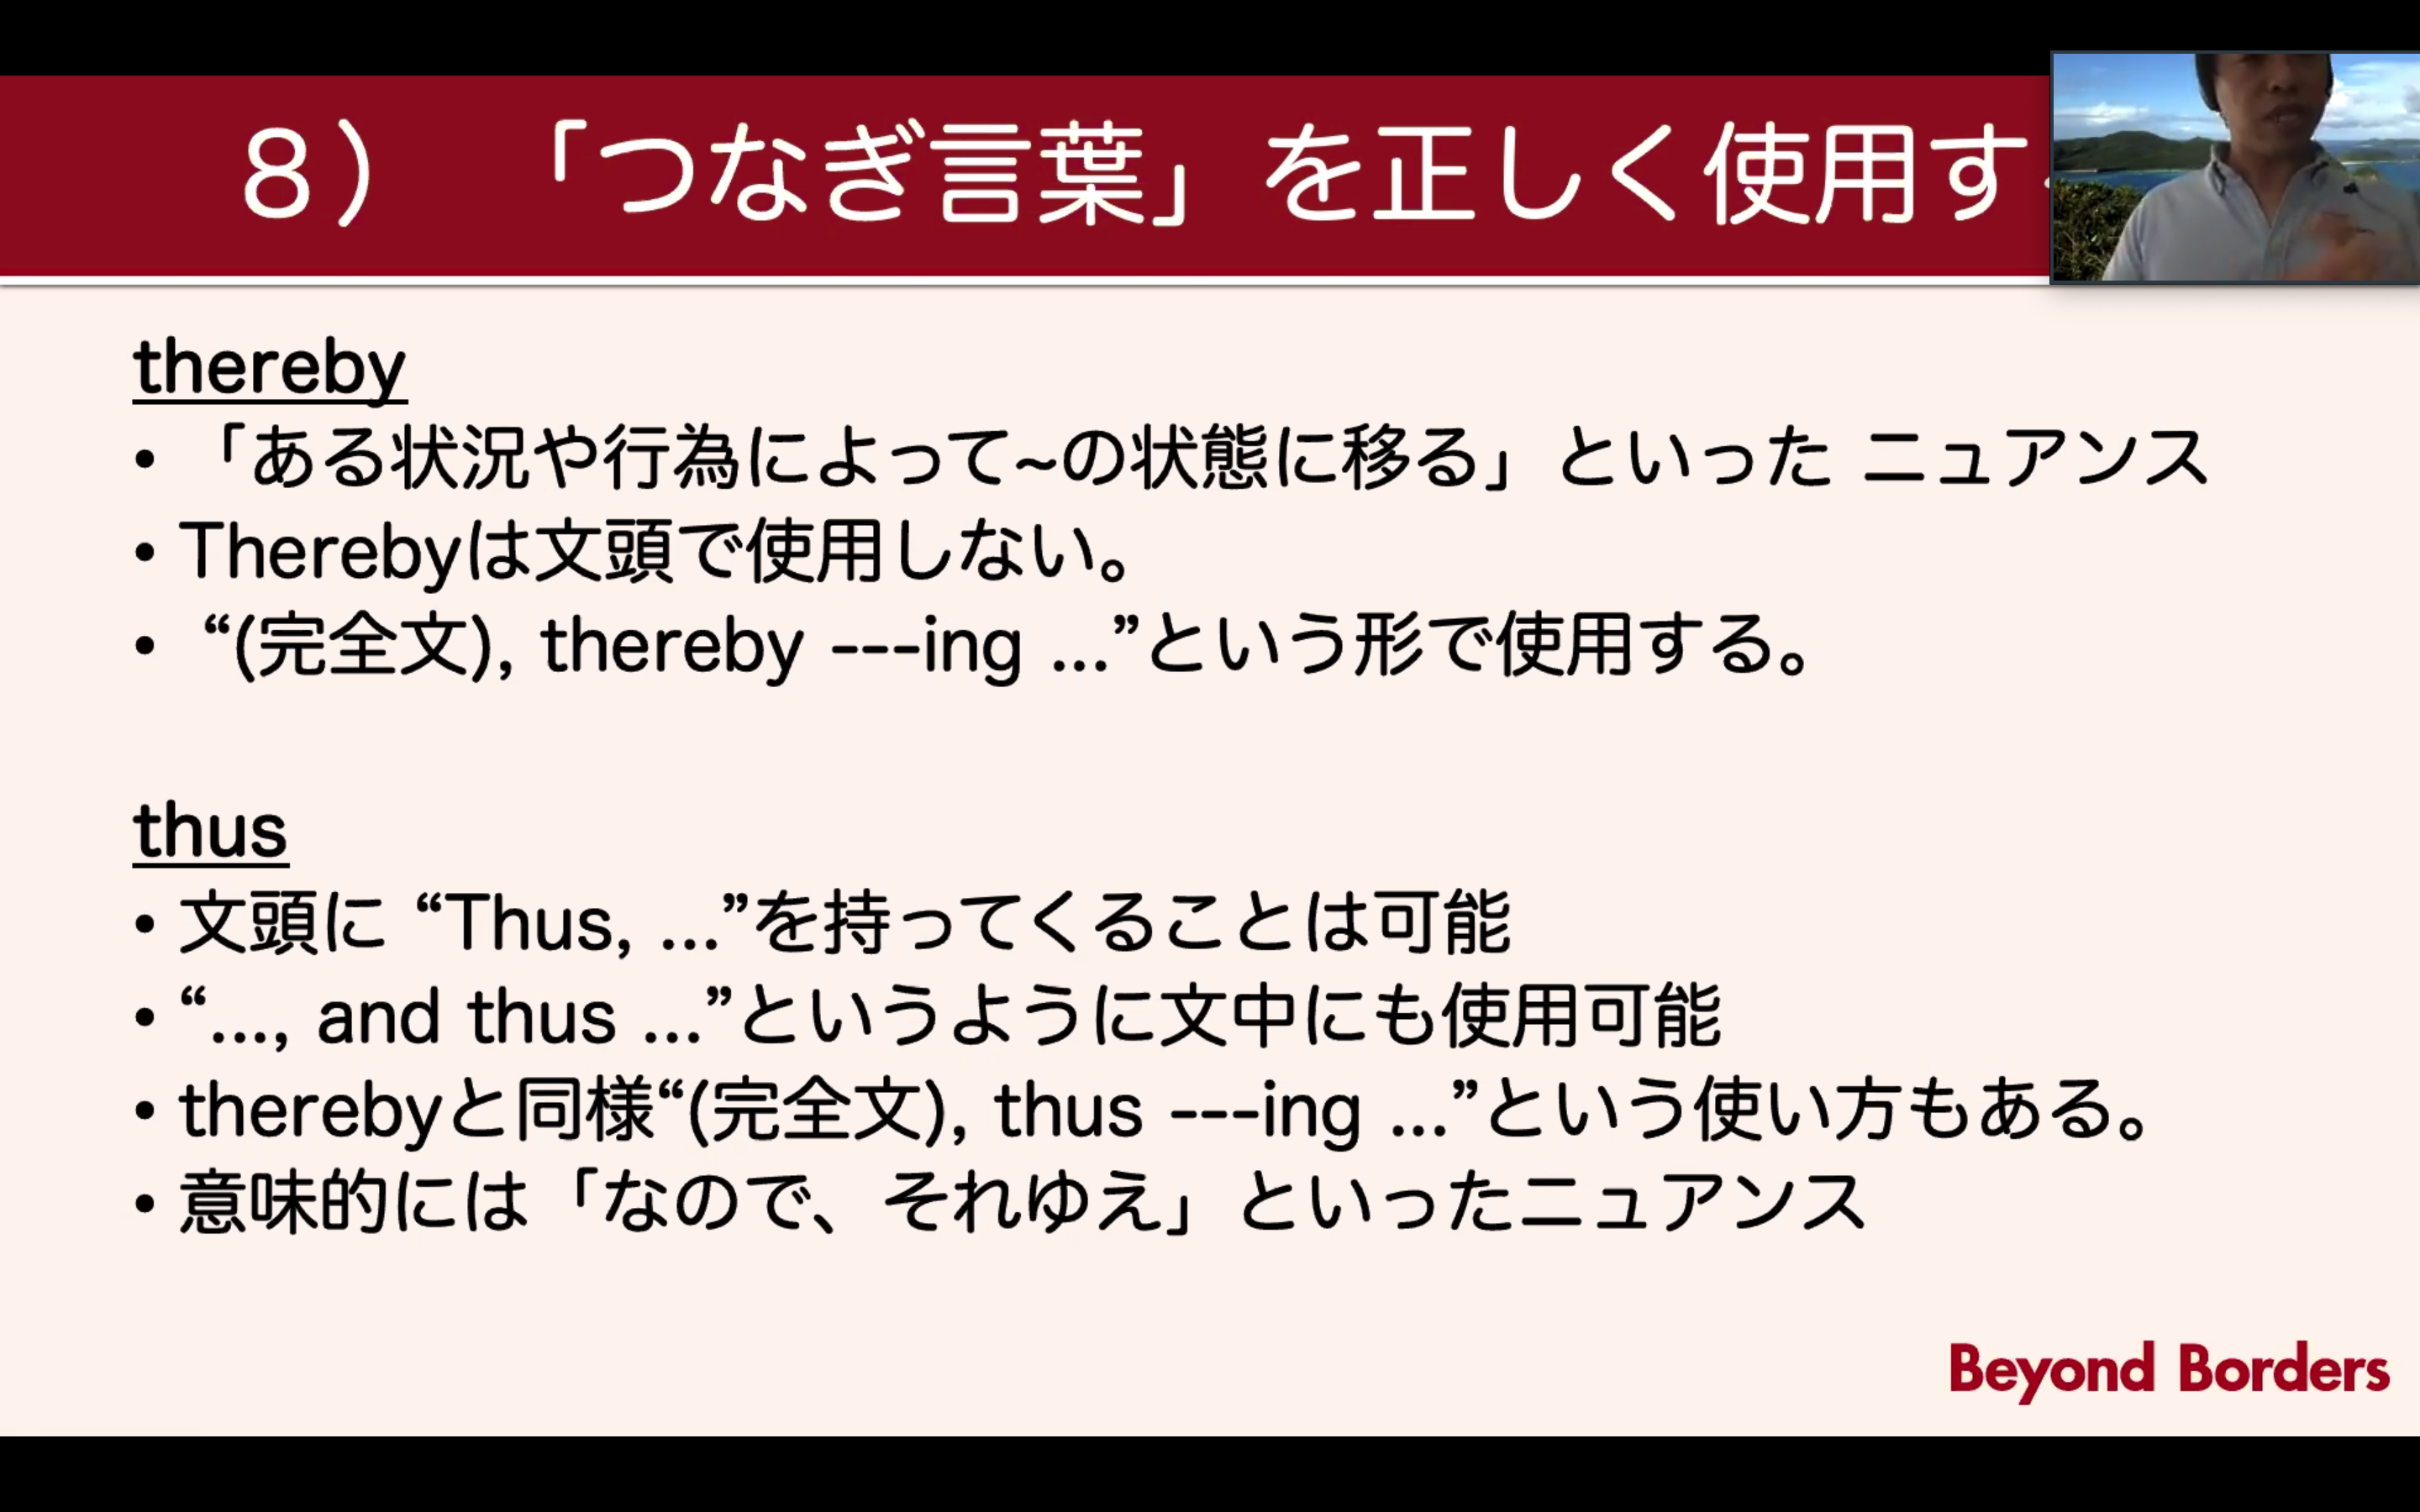 8） 「つなぎ言葉」を正しく使用す
thereby
• 「ある状況や行為によって~の状態に移る」といった ニュアンス
• Therebyは文頭で使用しない。
• “(完全文), thereby ---ing ...”という形で使用する。
thus
• 文頭に “Thus, ...”を持ってくることは可能
• “..., and thus ...”というように文中にも使用可能
• therebyと同様“(完全文), thus ---ing ...”という使い方もある。
• 意味的には「なので、それゆえ」といったニュアンス
Beyond Borders